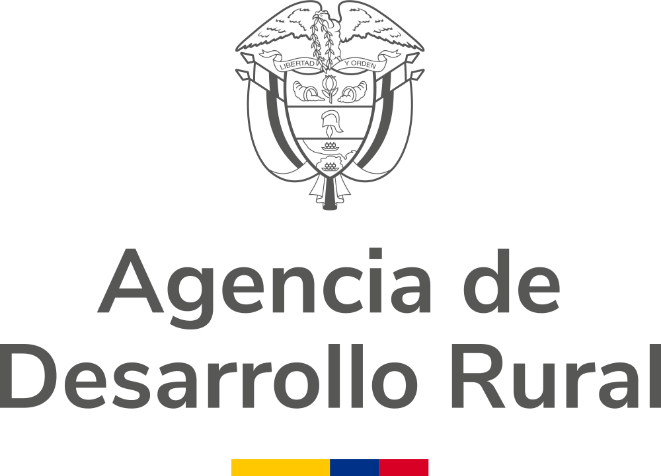 LIBERTAD Y ORDEN
Agencia de
Desarrollo Rural